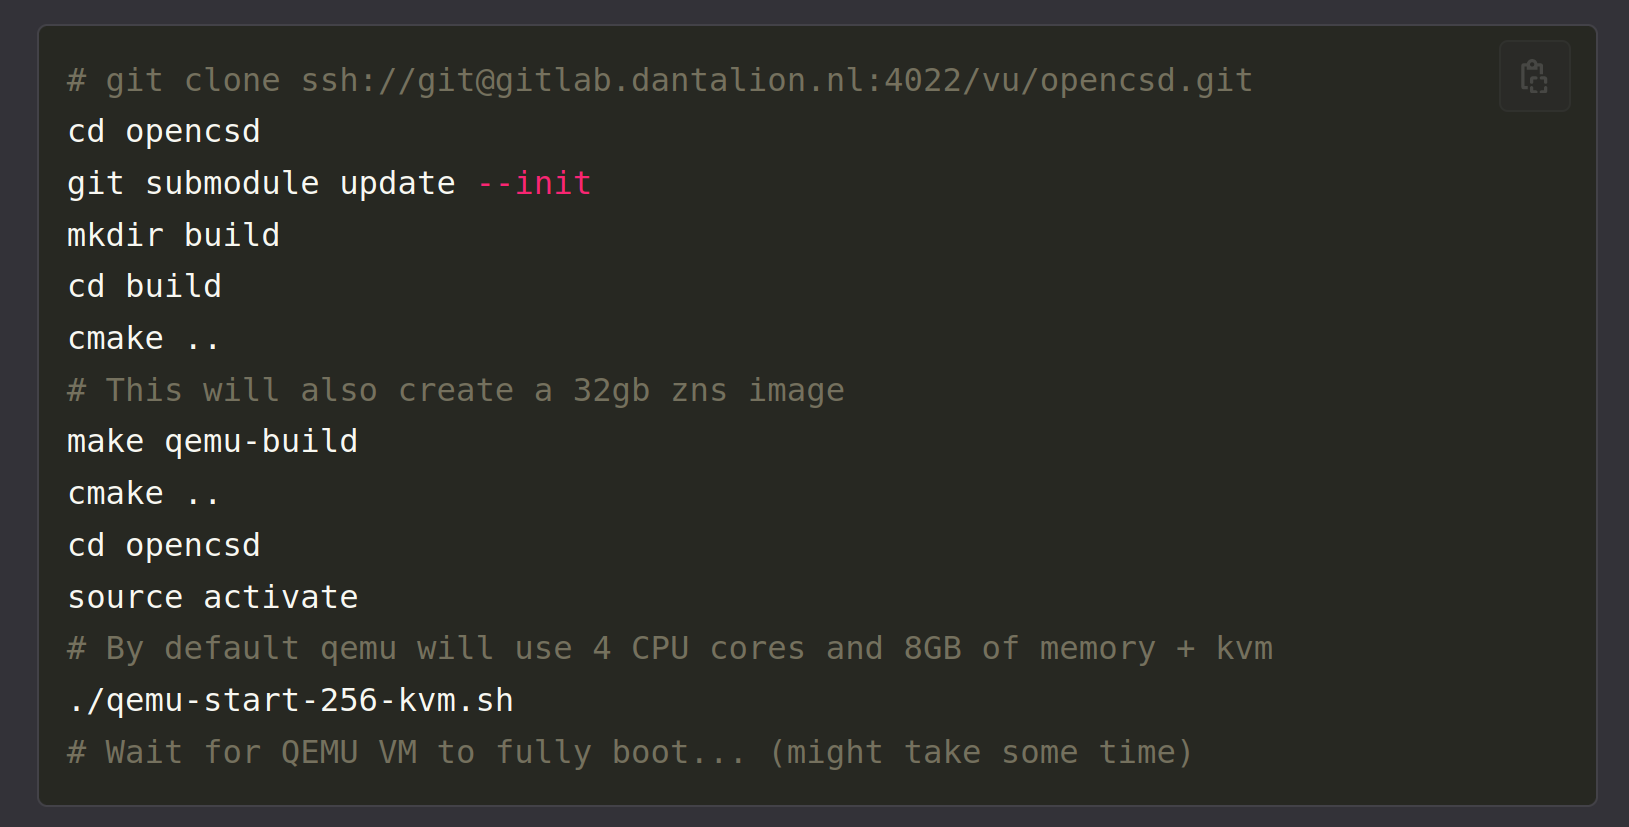 # git clone ssh://git@gitlab.dantalion.nl:4022/vu/opencsd.git
cd opencsd
git submodule update --init
mkdir build
cd build
cmake ..
# This will also create a 32gb zns image
make qemu-build
cmake ..
cd opencsd
source activate
# By default qemu will use 4 CPU cores and 8GB of memory + kvm
./qemu-start-256-kvm.sh
# Wait for QEMU VM to fully boot... (might take some time)